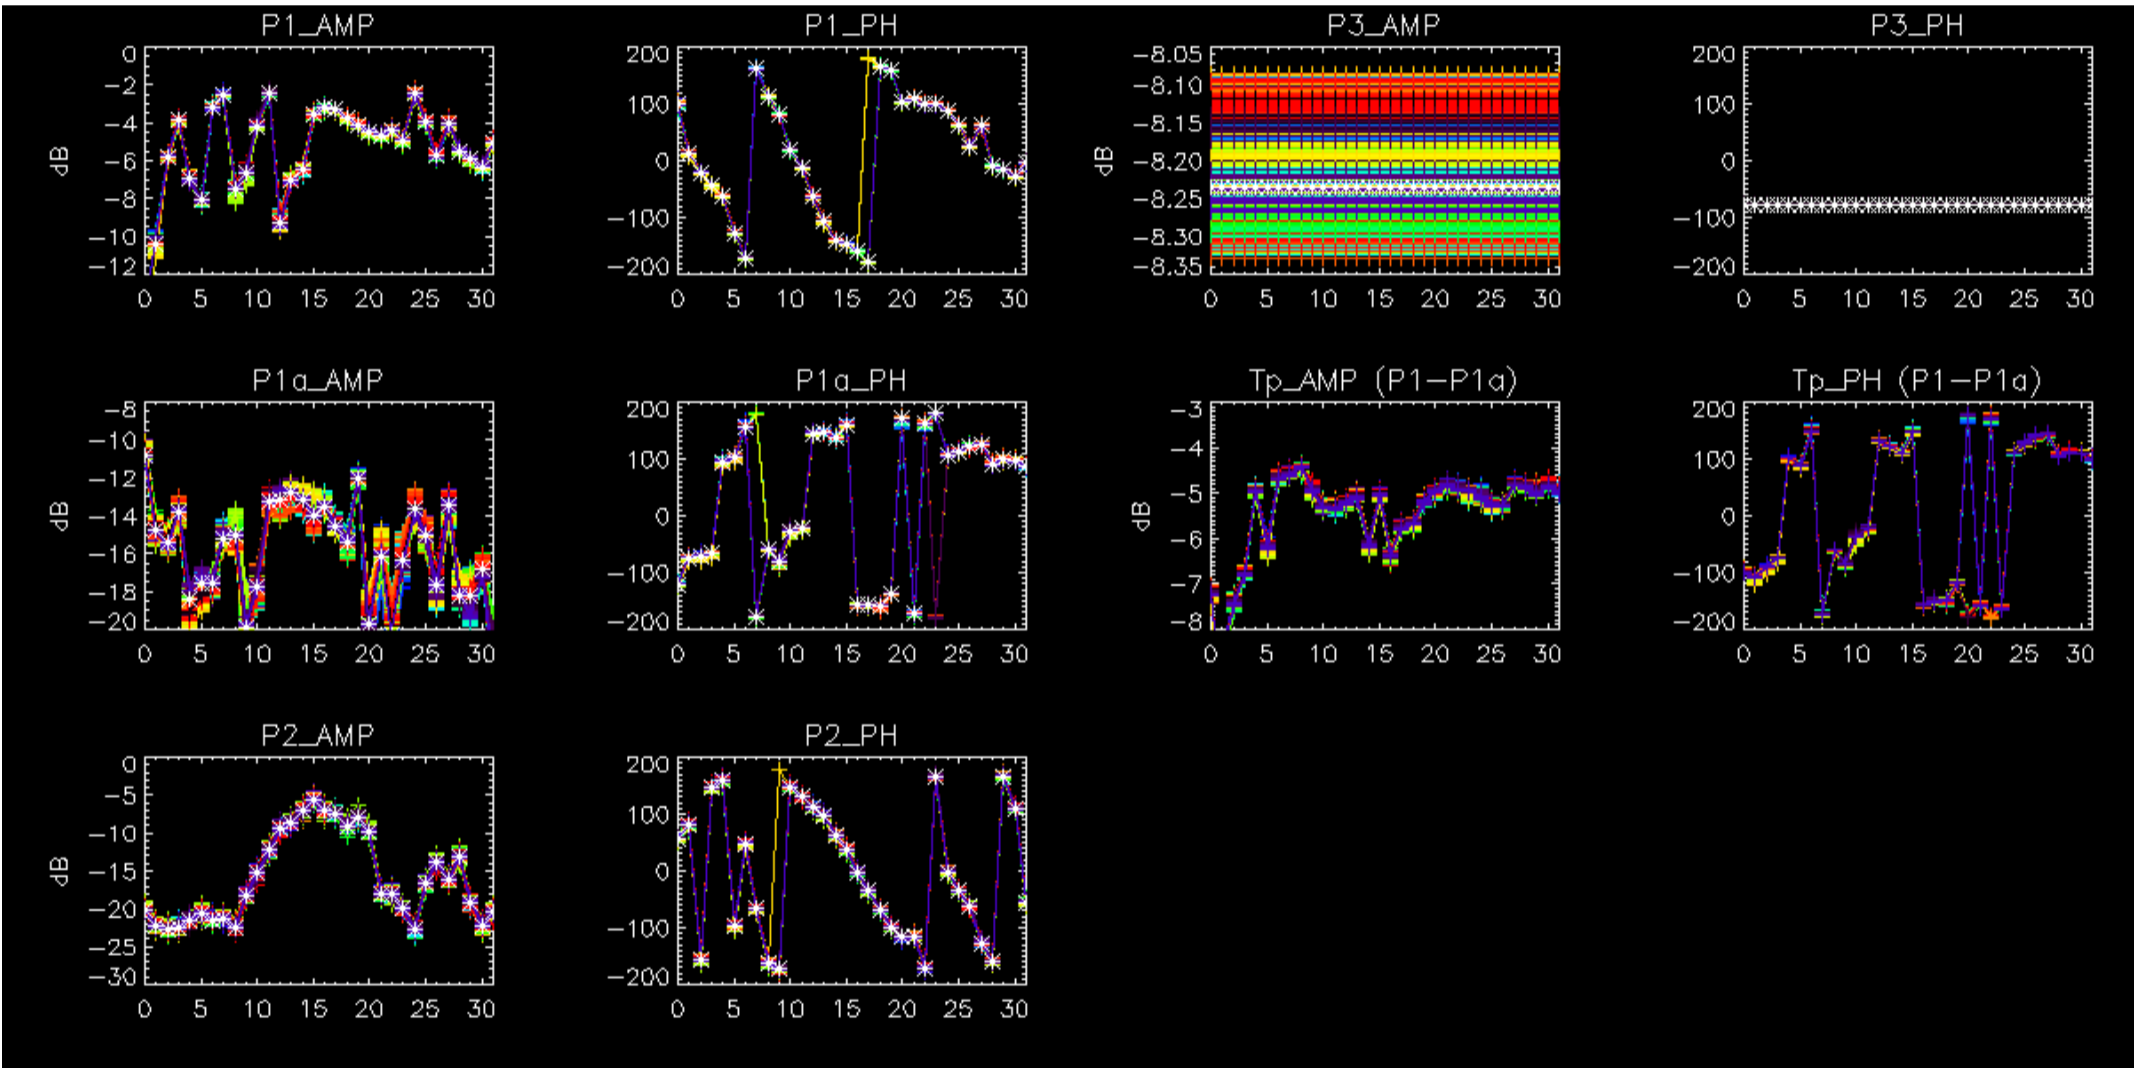 P1_AMP
0
-2
-4
-6
-8
-10
-12
dB
0 5 10 15 20 25 30
P1_PH
200
100
0
-100
-200
0 5 10 15 20 25 30
P3_AMP
-8.05
-8.10
-8.15
-8.20
-8.25
-8.30
-8.35
dB
0 5 10 15 20 25 30
P3_PH
200
100
0
-100
-200
0 5 10 15 20 25 30
P1a_AMP
-8
-10
-12
-14
-16
-18
-20
dB
0 5 10 15 20 25 30
P1a_PH
200
100
0
-100
-200
0 5 10 15 20 25 30
Tp_AMP (P1-P1a)
-3
-4
-5
-6
-7
-8
dB
0 5 10 15 20 25 30
Tp_PH (P1-P1a)
200
100
0
-100
-200
0 5 10 15 20 25 30
P2_AMP
0
-5
-10
-15
-20
-25
-30
dB
0 5 10 15 20 25 30
P2_PH
200
100
0
-100
-200
0 5 10 15 20 25 30